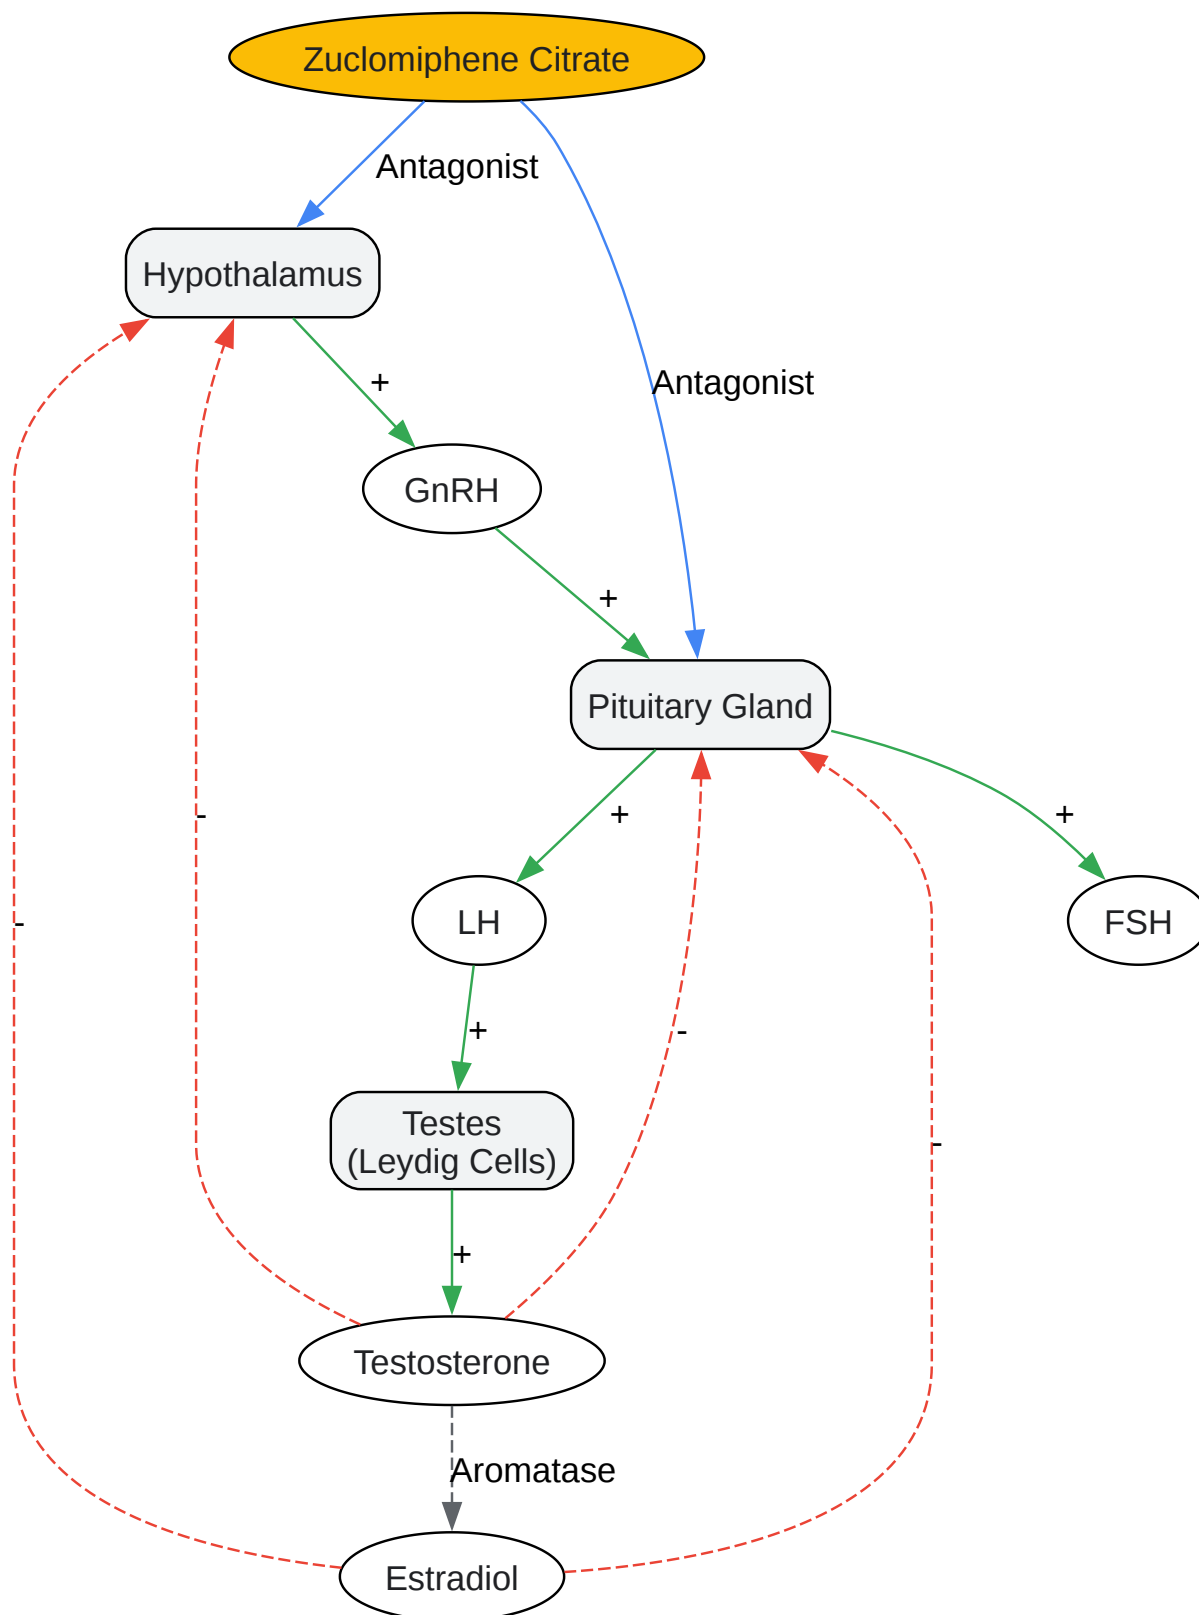 Zuclomiphene Citrate
Antagonist
Hypothalamus
+
Antagonist
GnRH
+
Pituitary Gland
+
-
+
LH
-
FSH
+
-
Testes
(Leydig Cells)
-
+
Testosterone
Aromatase
Estradiol